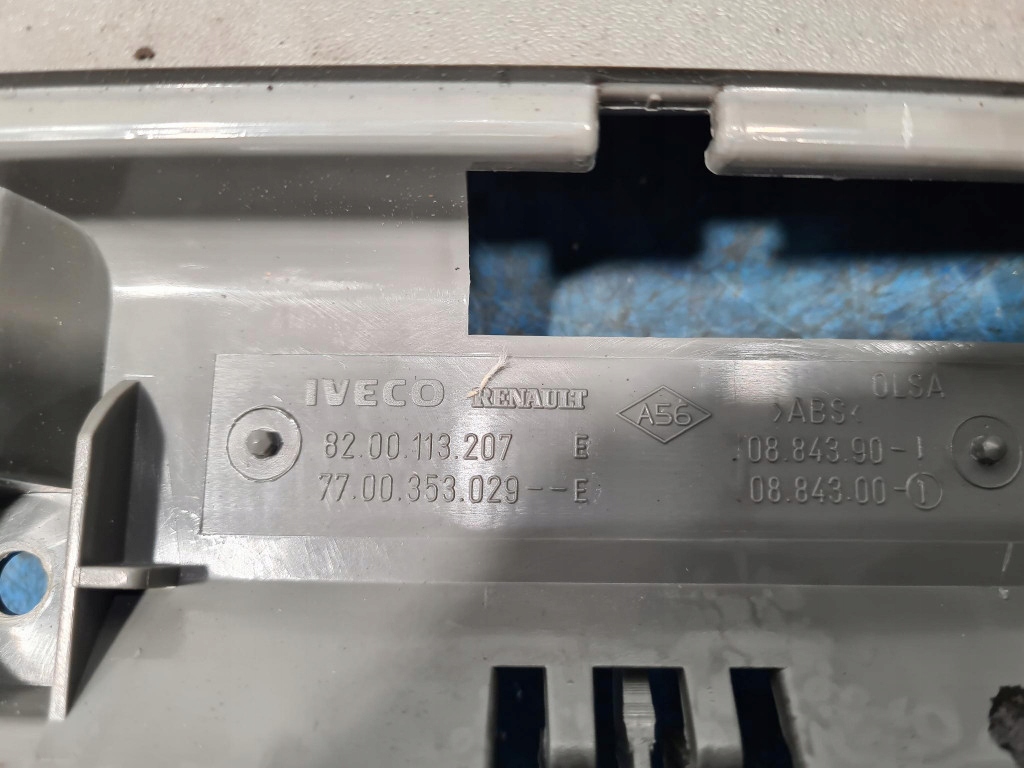 IVECO RENAULT A56 OLSA
>ABS<
82.00.113.207 E 08.843.90-1
77.00.353.029--E 08.843.00-1